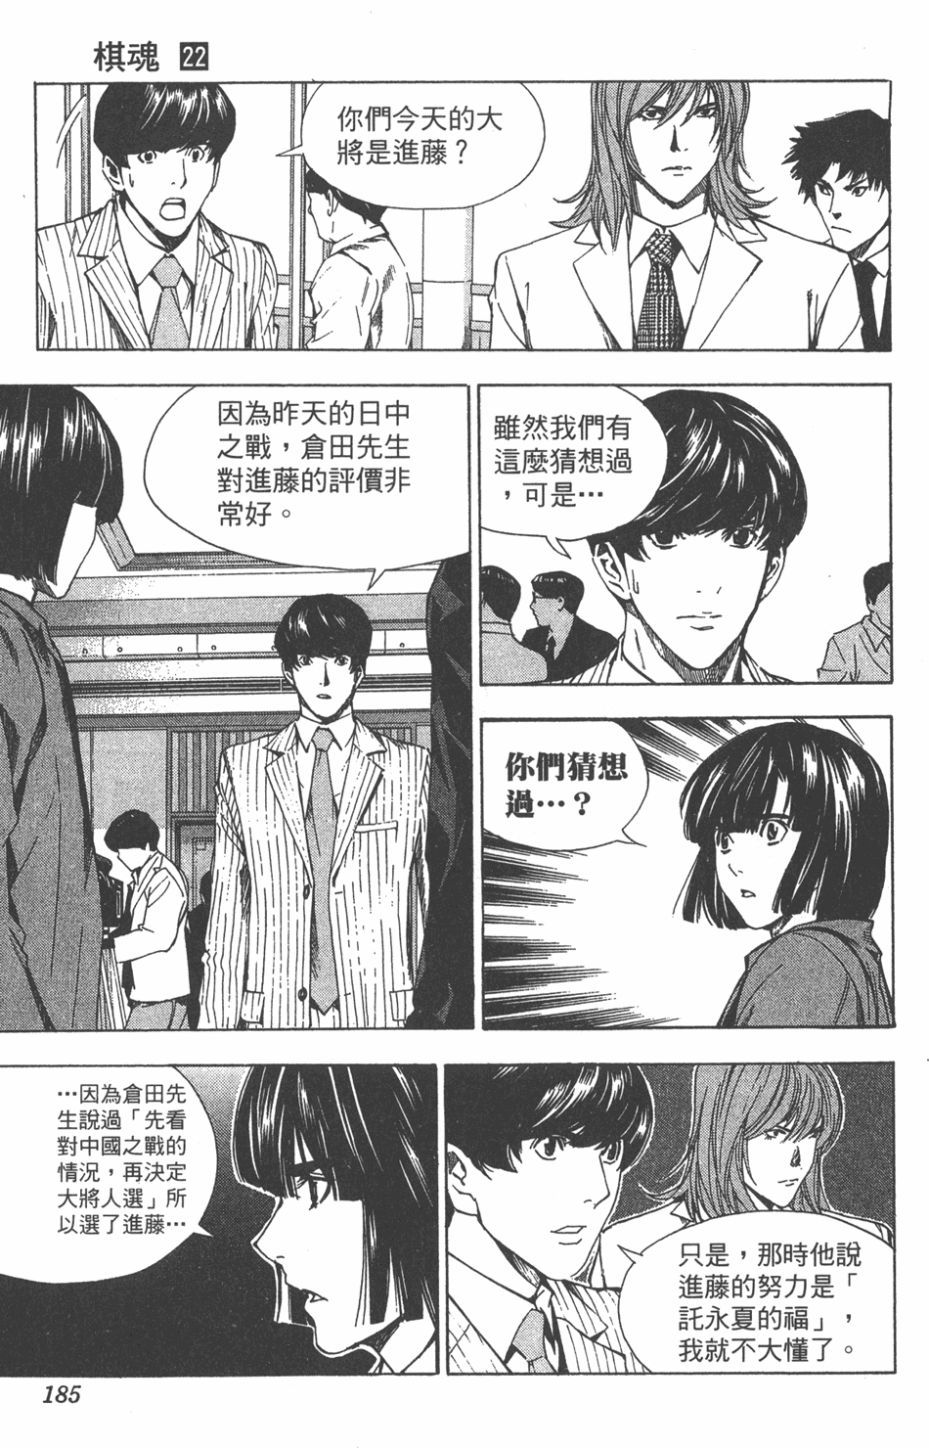 棋魂 22
你們今天的大
將是進藤？
雖然我們有
這麼猜想過
，可是…
因為昨天的日中
之戰，倉田先生
對進藤的評價非
常好。
你們猜想
過…？
只是，那時他說
進藤的努力是「
託永夏的福」，
我就不大懂了。
…因為倉田先
生說過「先看
對中國之戰的
情況，再決定
大將人選」所
以選了進藤…
185